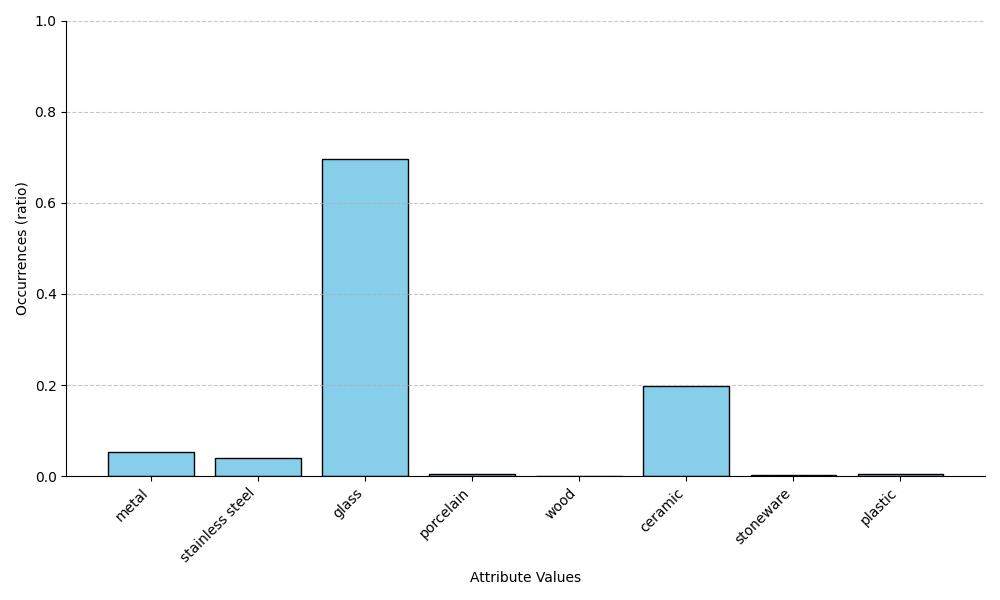 1.0
0.8
0.6
0.4
0.2
0.0
Occurrences (ratio)
metal
stainless steel
glass
porcelain
wood
ceramic
stoneware
plastic
Attribute Values